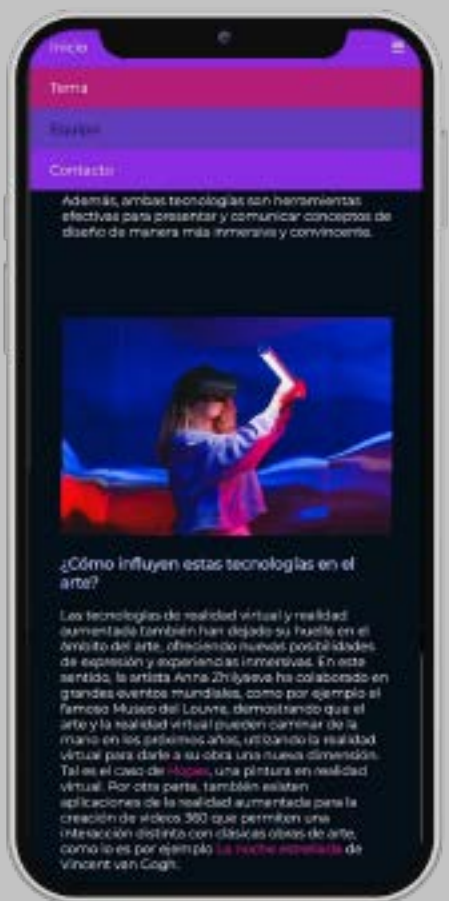 Inicio
Tema
Equipo
Contacto
Además, ambas tecnologías son herramientas
efectivas para presentar y comunicar conceptos de
diseño de manera más inmersiva y convincente.
¿Cómo influyen estas tecnologías en el
arte?
Las tecnologías de realidad virtual y realidad
aumentada también han dejado su huella en el
ámbito del arte, ofreciendo nuevas posibilidades
de expresión y experiencias inmersivas. En este
sentido, la artista Anna Zhilyaeva ha colaborado en
grandes eventos mundiales, como por ejemplo el
famoso Museo del Louvre, demostrando que el
arte y la realidad virtual pueden caminar de la
mano en los próximos años, utilizando la realidad
virtual para darle a su obra una nueva dimensión.
Tal es el caso de Hopes, una pintura en realidad
virtual. Por otra parte, también existen
aplicaciones de la realidad aumentada para la
creación de videos 360 que permiten una
interacción distinta con clásicas obras de arte,
como lo es por ejemplo La noche estrellada de
Vincent van Gogh.